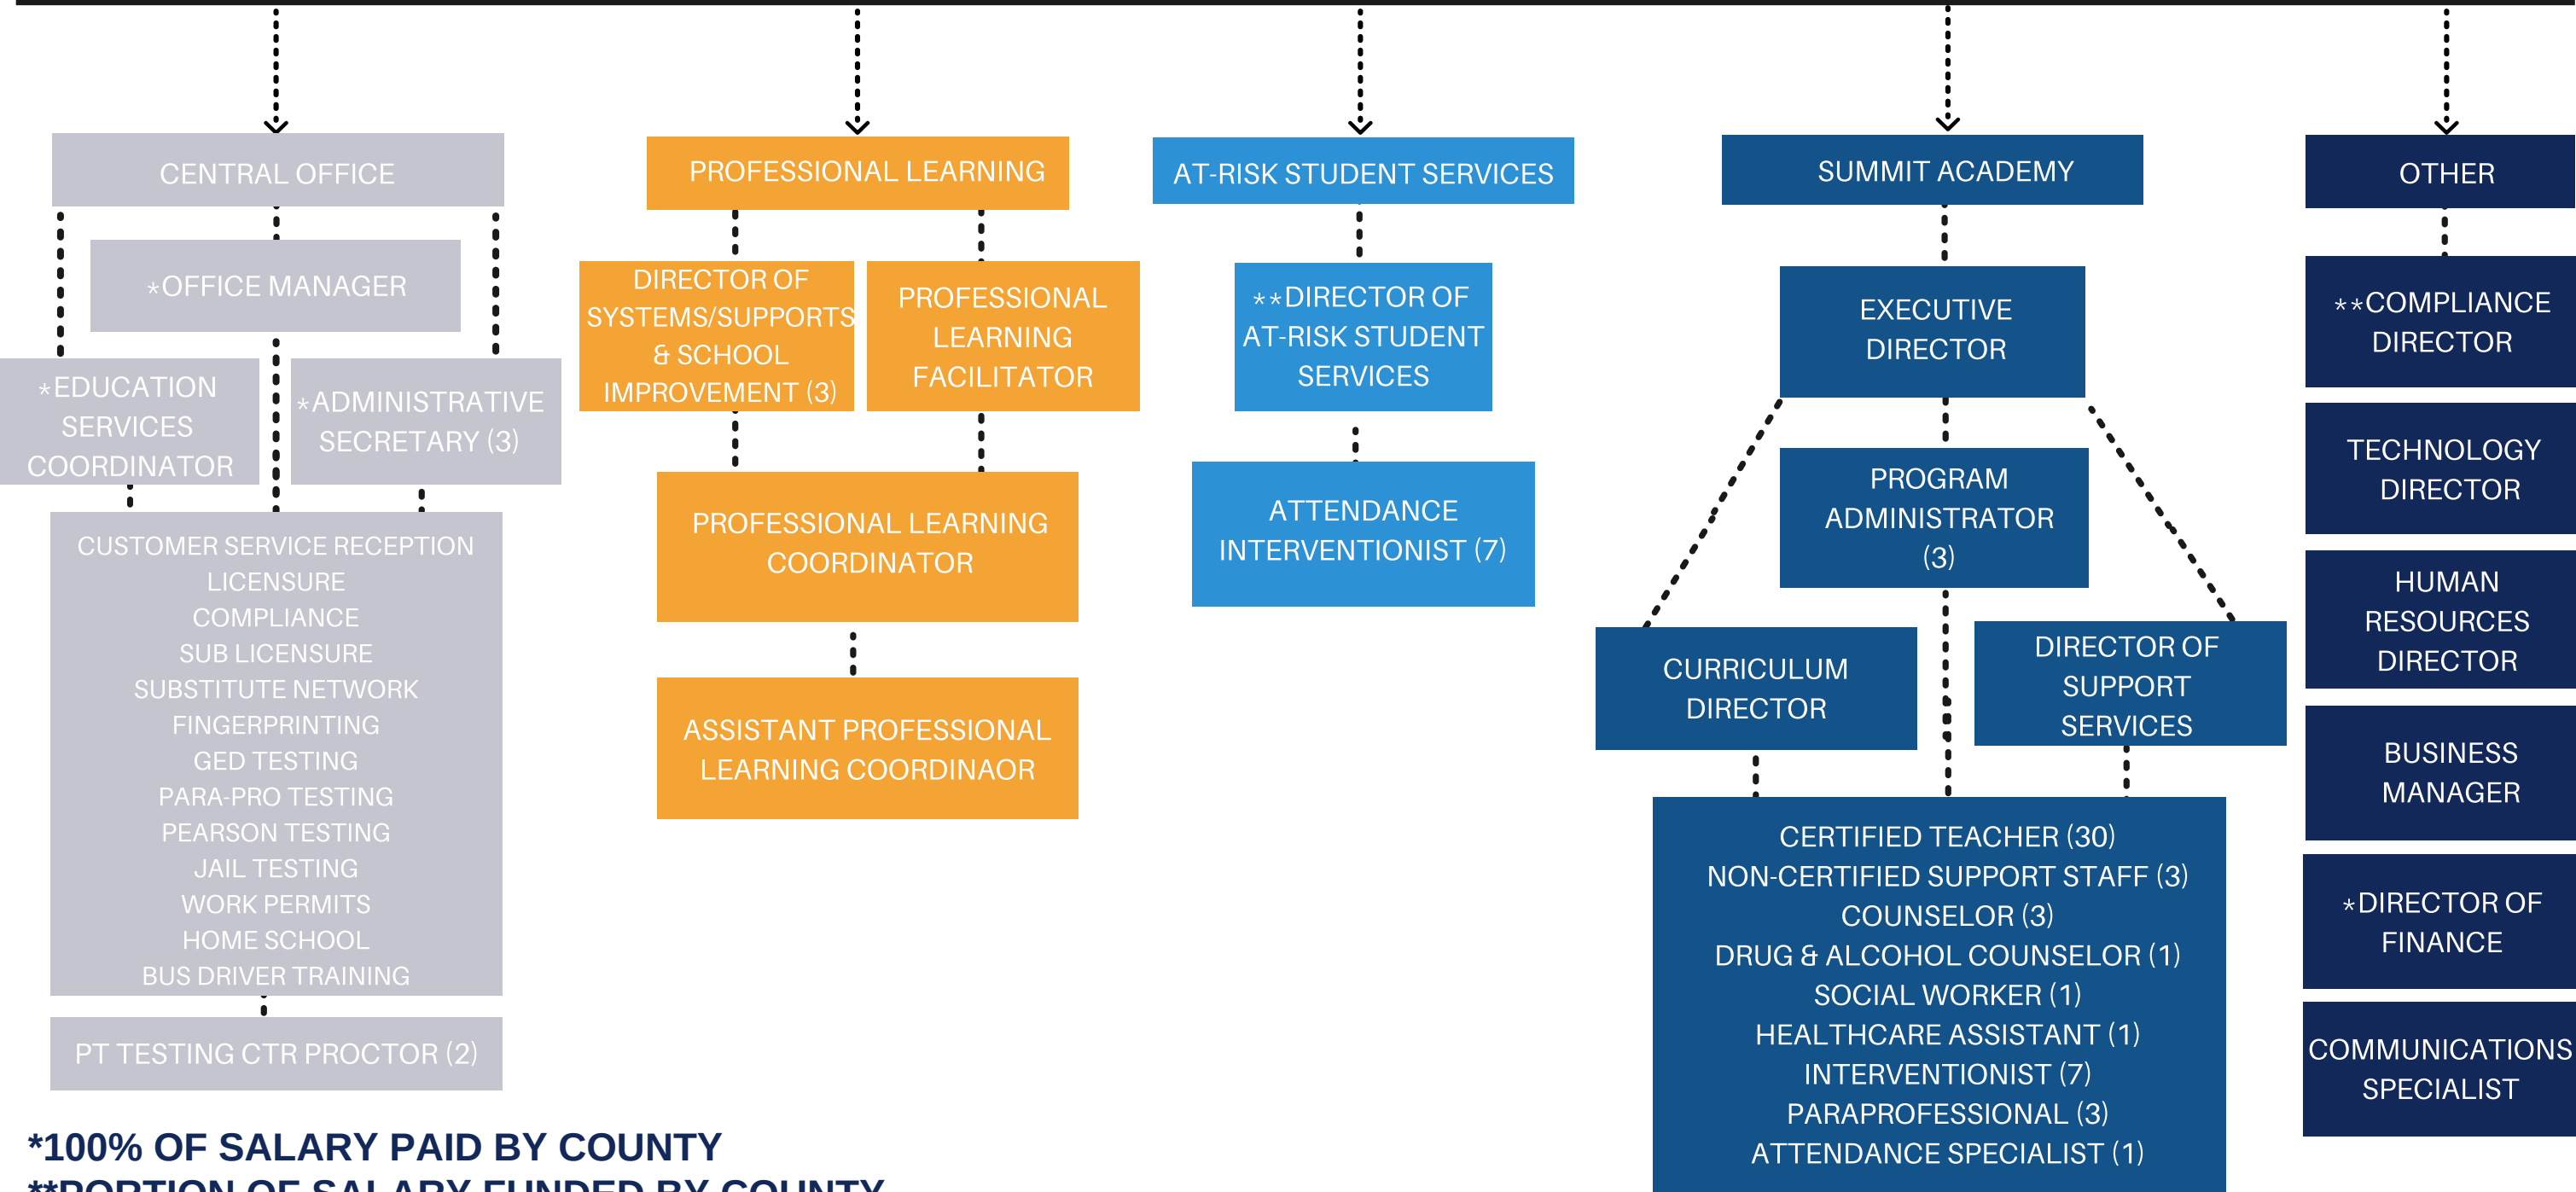 CENTRAL OFFICE
*OFFICE MANAGER
*EDUCATION
SERVICES
COORDINATOR
*ADMINISTRATIVE
SECRETARY (3)
CUSTOMER SERVICE RECEPTION
LICENSURE
COMPLIANCE
SUB LICENSURE
SUBSTITUTE NETWORK
FINGERPRINTING
GED TESTING
PARA-PRO TESTING
PEARSON TESTING
JAIL TESTING
WORK PERMITS
HOME SCHOOL
BUS DRIVER TRAINING
PT TESTING CTR PROCTOR (2)
PROFESSIONAL LEARNING
DIRECTOR OF
SYSTEMS/SUPPORTS
& SCHOOL
IMPROVEMENT (3)
PROFESSIONAL
LEARNING
FACILITATOR
PROFESSIONAL LEARNING
COORDINATOR
ASSISTANT PROFESSIONAL
LEARNING COORDINAOR
AT-RISK STUDENT SERVICES
**DIRECTOR OF
AT-RISK STUDENT
SERVICES
ATTENDANCE
INTERVENTIONIST (7)
SUMMIT ACADEMY
EXECUTIVE
DIRECTOR
PROGRAM
ADMINISTRATOR
(3)
CURRICULUM
DIRECTOR
DIRECTOR OF
SUPPORT
SERVICES
CERTIFIED TEACHER (30)
NON-CERTIFIED SUPPORT STAFF (3)
COUNSELOR (3)
DRUG & ALCOHOL COUNSELOR (1)
SOCIAL WORKER (1)
HEALTHCARE ASSISTANT (1)
INTERVENTIONIST (7)
PARAPROFESSIONAL (3)
ATTENDANCE SPECIALIST (1)
OTHER
**COMPLIANCE
DIRECTOR
TECHNOLOGY
DIRECTOR
HUMAN
RESOURCES
DIRECTOR
BUSINESS
MANAGER
*DIRECTOR OF
FINANCE
COMMUNICATIONS
SPECIALIST
*100% OF SALARY PAID BY COUNTY
**PORTION OF SALARY FUNDED BY COUNTY